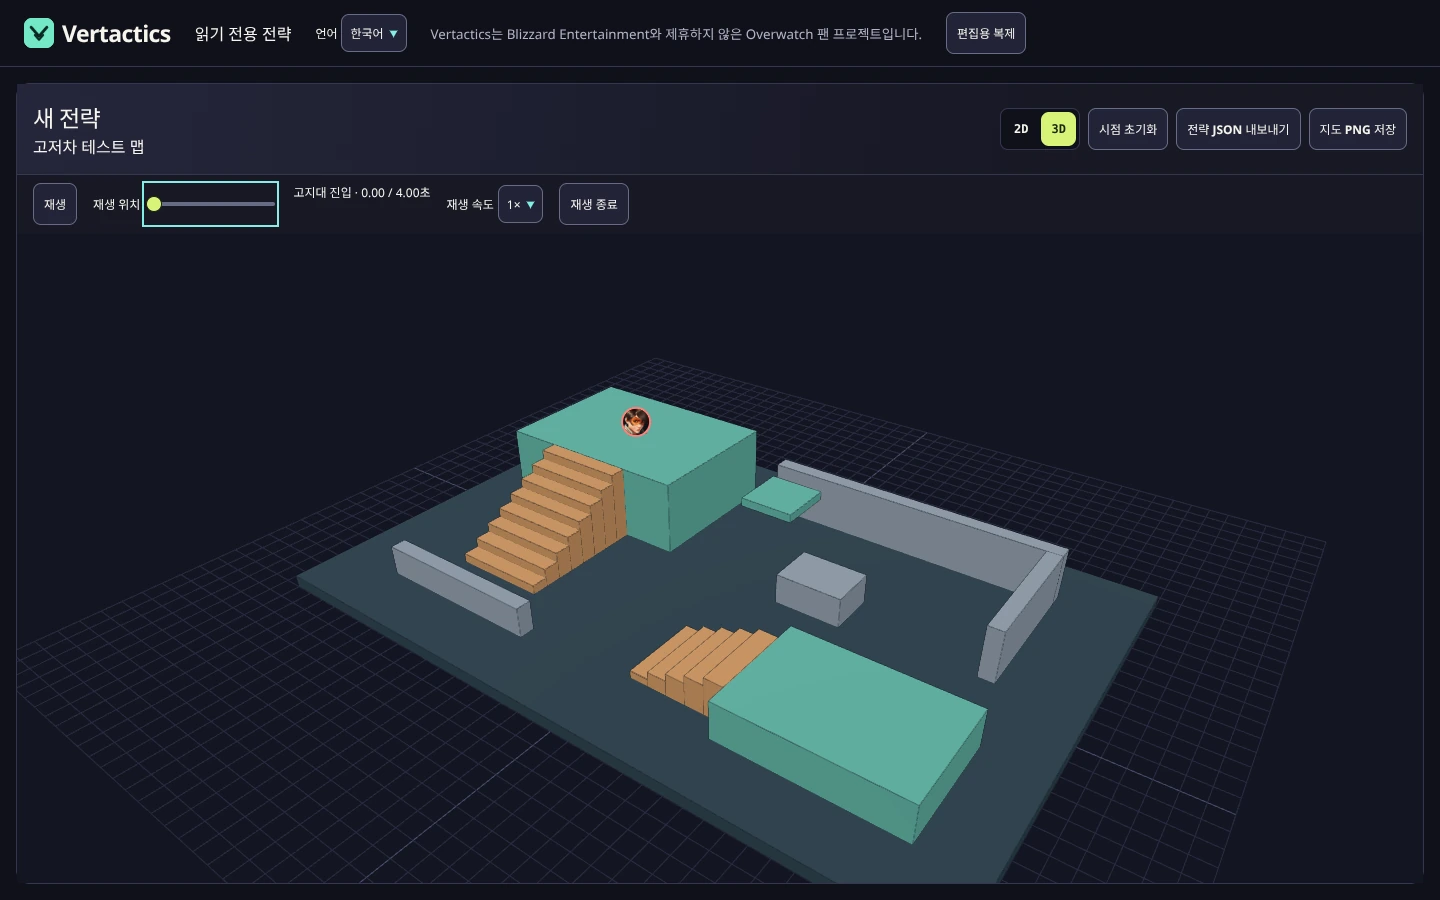 Vertactics
읽기 전용 전략
언어 한국어
Vertactics는 Blizzard Entertainment와 제휴하지 않은 Overwatch 팬 프로젝트입니다.
편집용 복제
새 전략
고저차 테스트 맵
2D 3D
시점 초기화
전략 JSON 내보내기
지도 PNG 저장
재생
재생 위치
고지대 진입 · 0.00 / 4.00초
재생 속도 1×
재생 종료